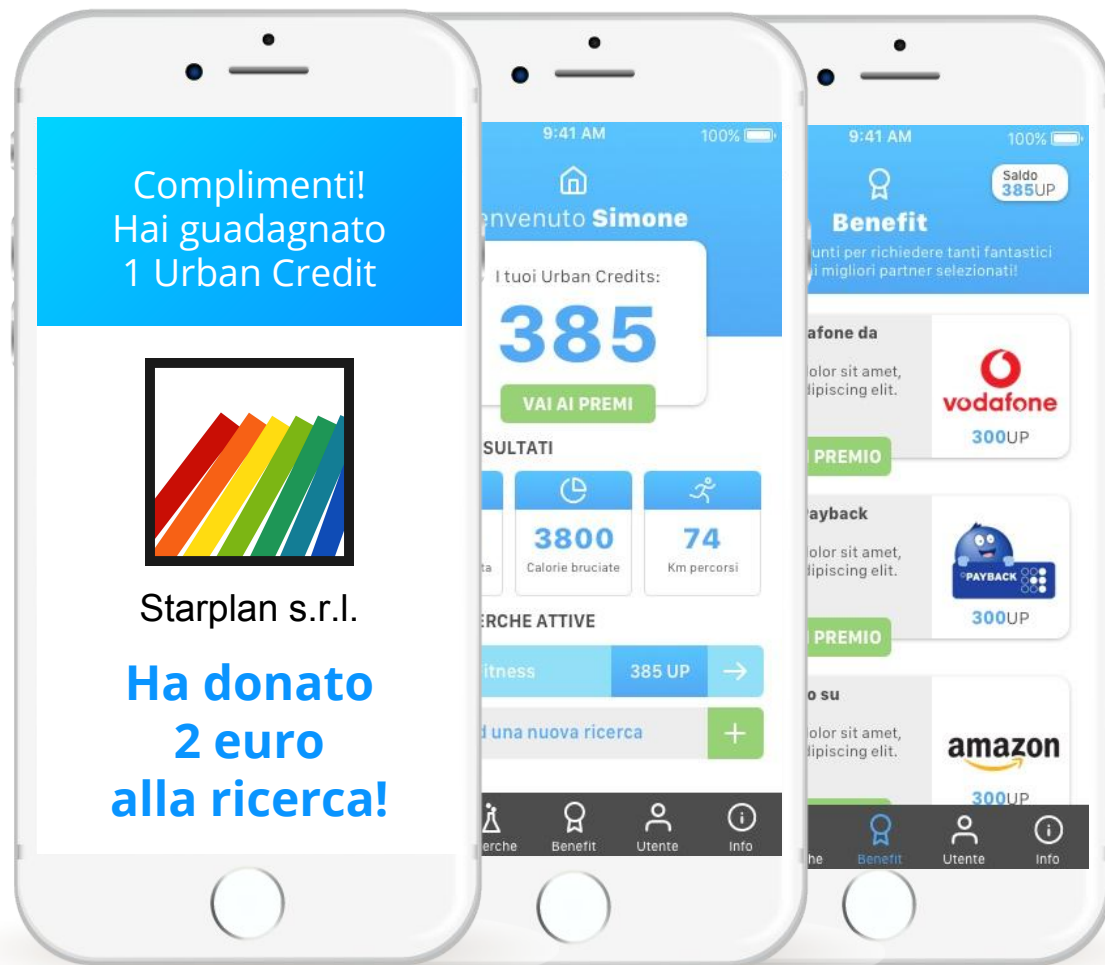 Complimenti!
Hai guadagnato
1 Urban Credit
Starplan s.r.l.
Ha donato
2 euro
alla ricerca!
9:41 AM
100%
envenuto Simone
I tuoi Urban Credits:
385
VAI AI PREMI
SULTATI
3800
Calorie bruciate
74
Km percorsi
ta
ERCHE ATTIVE
itness
385 UP
d una nuova ricerca
erche
Benefit
Utente
Info
9:41 AM
100%
Saldo
385UP
Benefit
unti per richiedere tanti fantastici
i migliori partner selezionati!
afone da
olor sit amet,
dipiscing elit.
vodafone
300UP
PREMIO
ayback
olor sit amet,
dipiscing elit.
PAYBACK
300UP
PREMIO
o su
olor sit amet,
dipiscing elit.
amazon
300UP
he
Benefit
Utente
Info